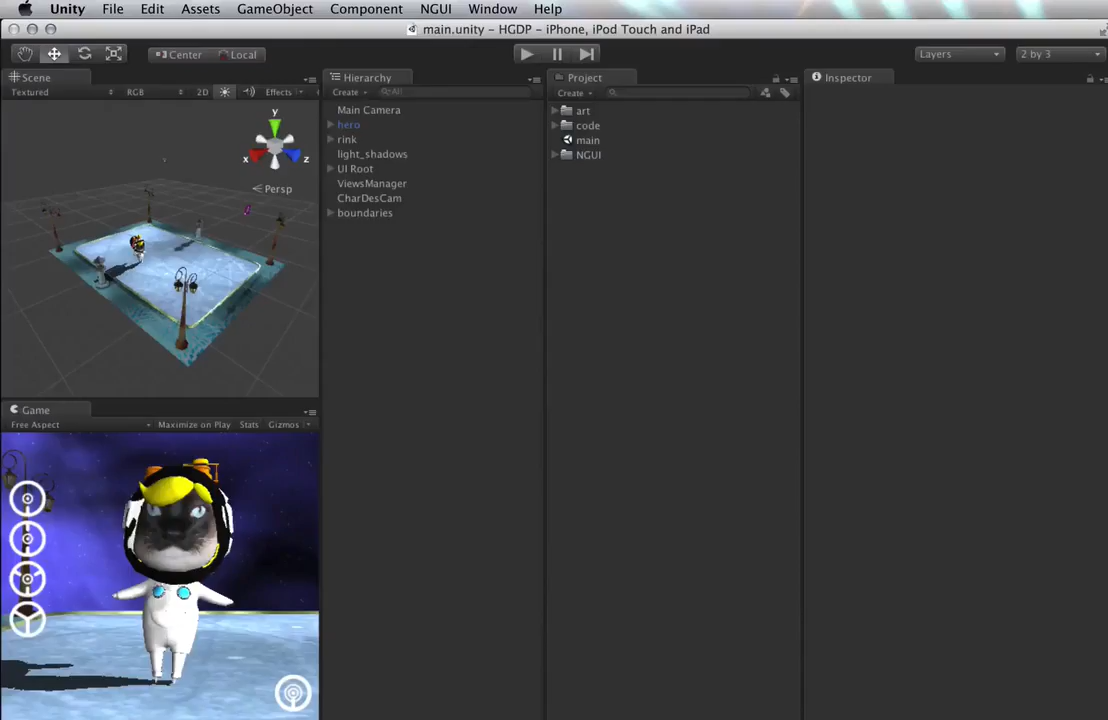 Unity File Edit Assets GameObject Component NGUI Window Help
main.unity – HGDP – iPhone, iPod Touch and iPad
Center Local Layers 2 by 3
Scene
Textured RGB 2D Effects
y
x z
Persp
Game
Free Aspect Maximize on Play Stats Gizmos
Hierarchy
Create All
Main Camera
hero
rink
light_shadows
UI Root
ViewsManager
CharDesCam
boundaries
Project
Create
art
code
main
NGUI
Inspector